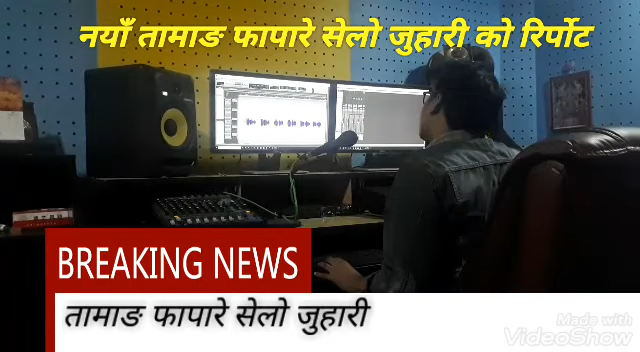 नयाँ तामाङ फापारे सेलो जुहारी को रिर्पोट
BREAKING NEWS
तामाङ फापारे सेलो जुहारी
Made with
VideoShow